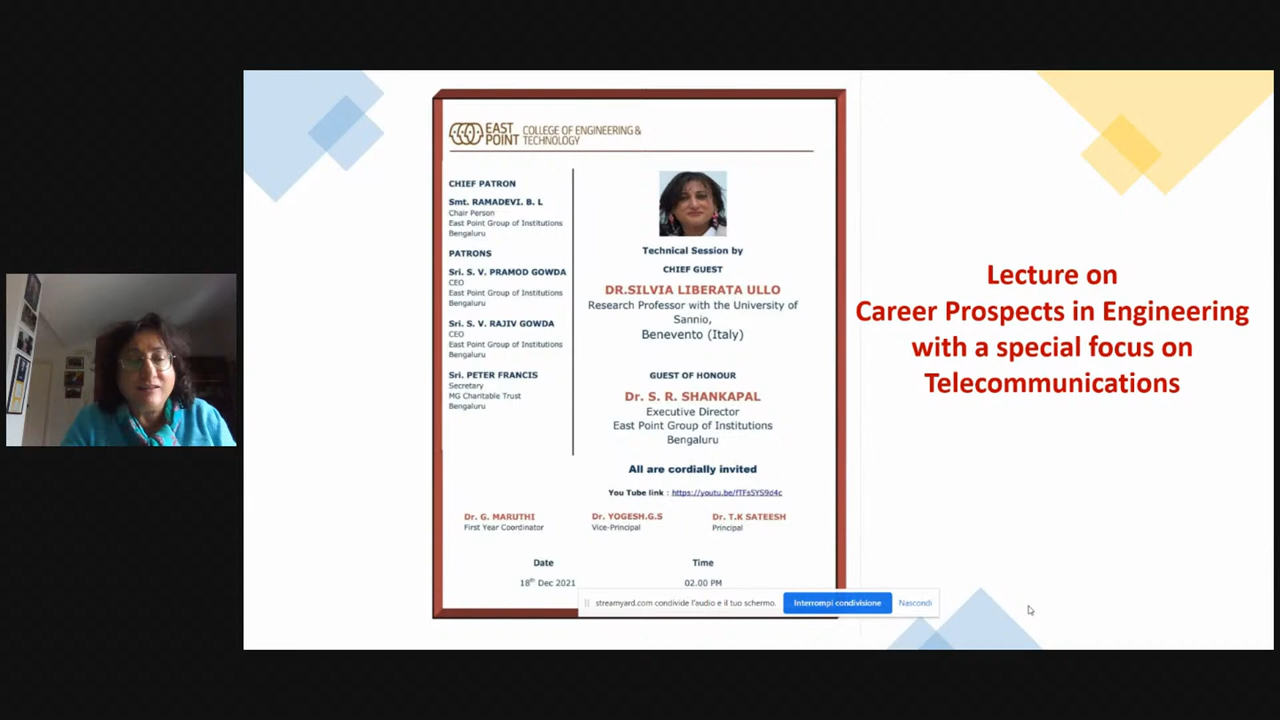 EAST POINT COLLEGE OF ENGINEERING & TECHNOLOGY
CHIEF PATRON
Smt. RAMADEVI. B. L
Chair Person
East Point Group of Institutions
Bengaluru
PATRONS
Sri. S. V. PRAMOD GOWDA
CEO
East Point Group of Institutions
Bengaluru
Sri. S. V. RAJIV GOWDA
CEO
East Point Group of Institutions
Bengaluru
Sri. PETER FRANCIS
Secretary
MG Charitable Trust
Bengaluru
Technical Session by
CHIEF GUEST
DR.SILVIA LIBERATA ULLO
Research Professor with the University of
Sannio,
Benevento (Italy)
GUEST OF HONOUR
Dr. S. R. SHANKAPAL
Executive Director
East Point Group of Institutions
Bengaluru
All are cordially invited
You Tube link : https://youtu.be/fTFsSYS9d4c
Dr. G. MARUTHI
First Year Coordinator
Dr. YOGESH.G.S
Vice-Principal
Dr. T.K SATEESH
Principal
Date
18th Dec 2021
Time
02.00 PM
streamyard.com condivide l'audio e il tuo schermo.
Interrompi condivisione
Nascondi
Lecture on
Career Prospects in Engineering
with a special focus on
Telecommunications